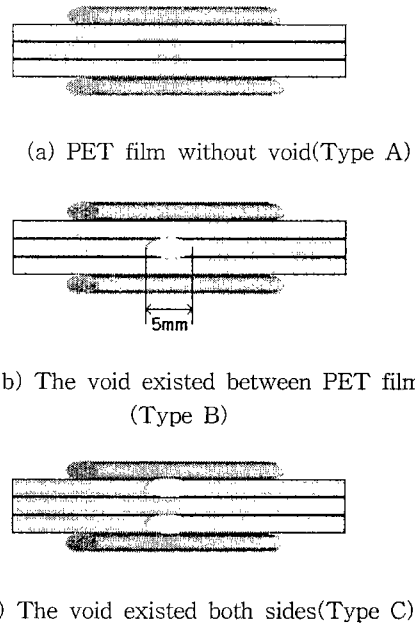 (a) PET film without void(Type A)
5mm
b) The void existed between PET film
(Type B)
) The void existed both sides(Type C)